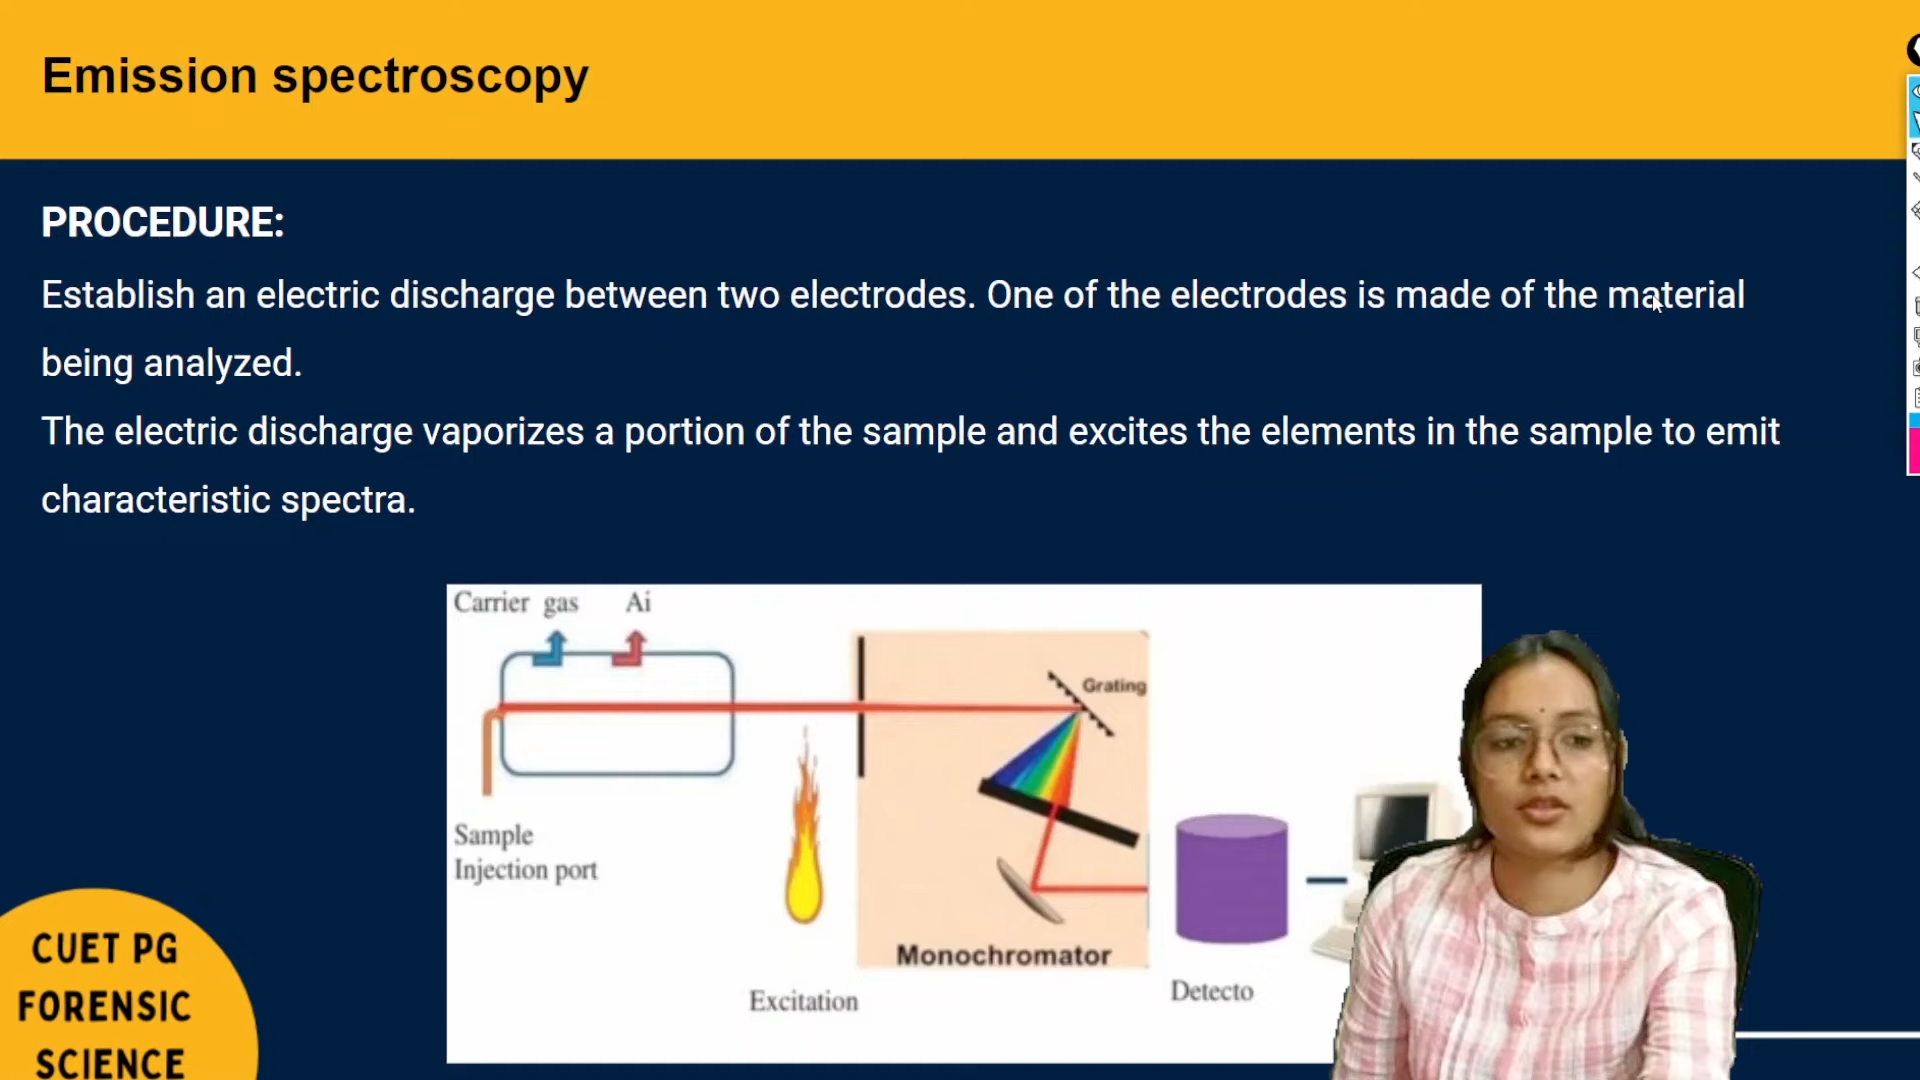 Emission spectroscopy
PROCEDURE:
Establish an electric discharge between two electrodes. One of the electrodes is made of the material
being analyzed.
The electric discharge vaporizes a portion of the sample and excites the elements in the sample to emit
characteristic spectra.
Carrier gas Ai
Grating
Sample
Injection port
Monochromator
Excitation
Detecto
CUET PG
FORENSIC
SCIENCE